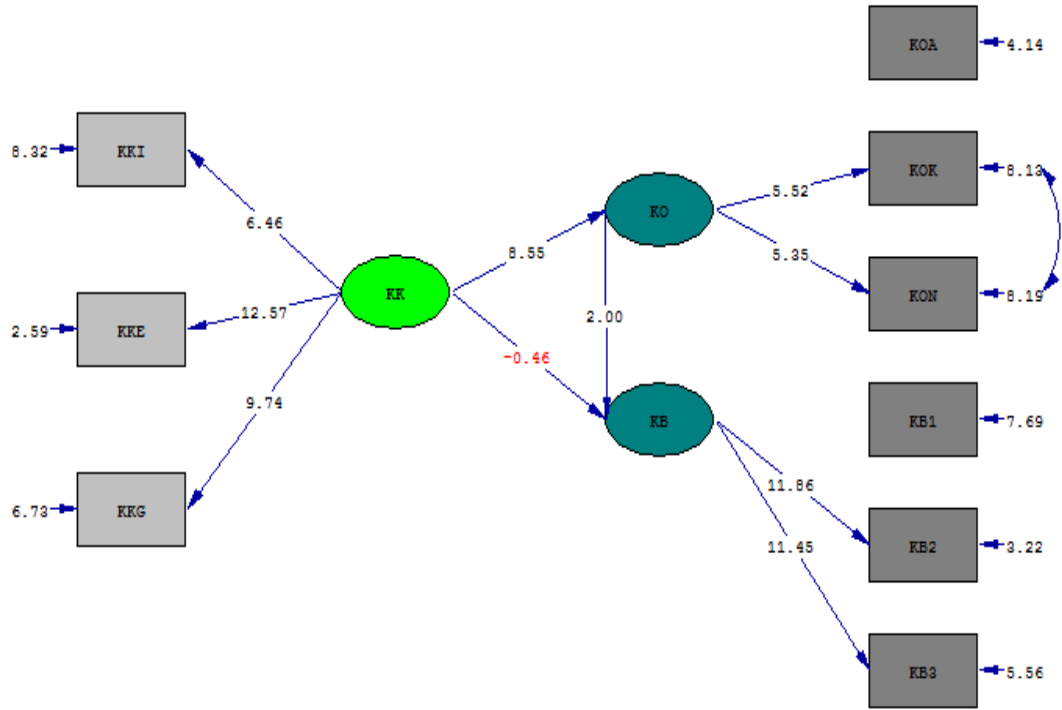 KOA
4.14
8.32
KKI
KOK
8.13
6.46
5.52
KO
8.55
5.35
KK
KON
8.19
2.59
KKE
12.57
2.00
-0.46
9.74
KB
KB1
7.69
11.86
6.73
KKG
11.45
KB2
3.22
KB3
5.56